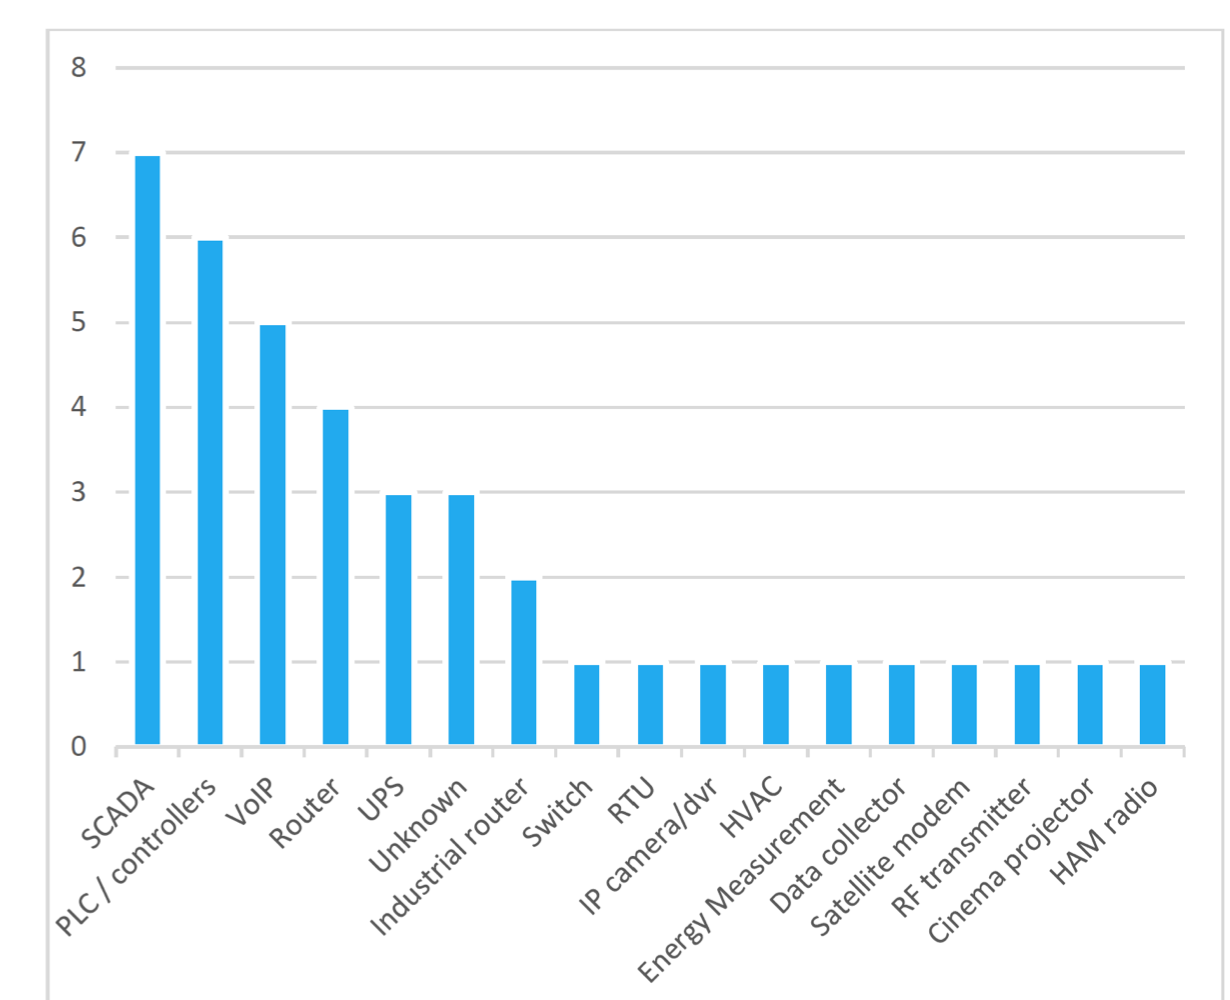 8
7
6
5
4
3
2
1
0
SCADA
PLC / controllers
VoIP
Router
UPS
Unknown
Industrial router
Switch
RTU
IP camera/dvr
HVAC
Energy Measurement
Data collector
Satellite modem
RF transmitter
Cinema projector
HAM radio